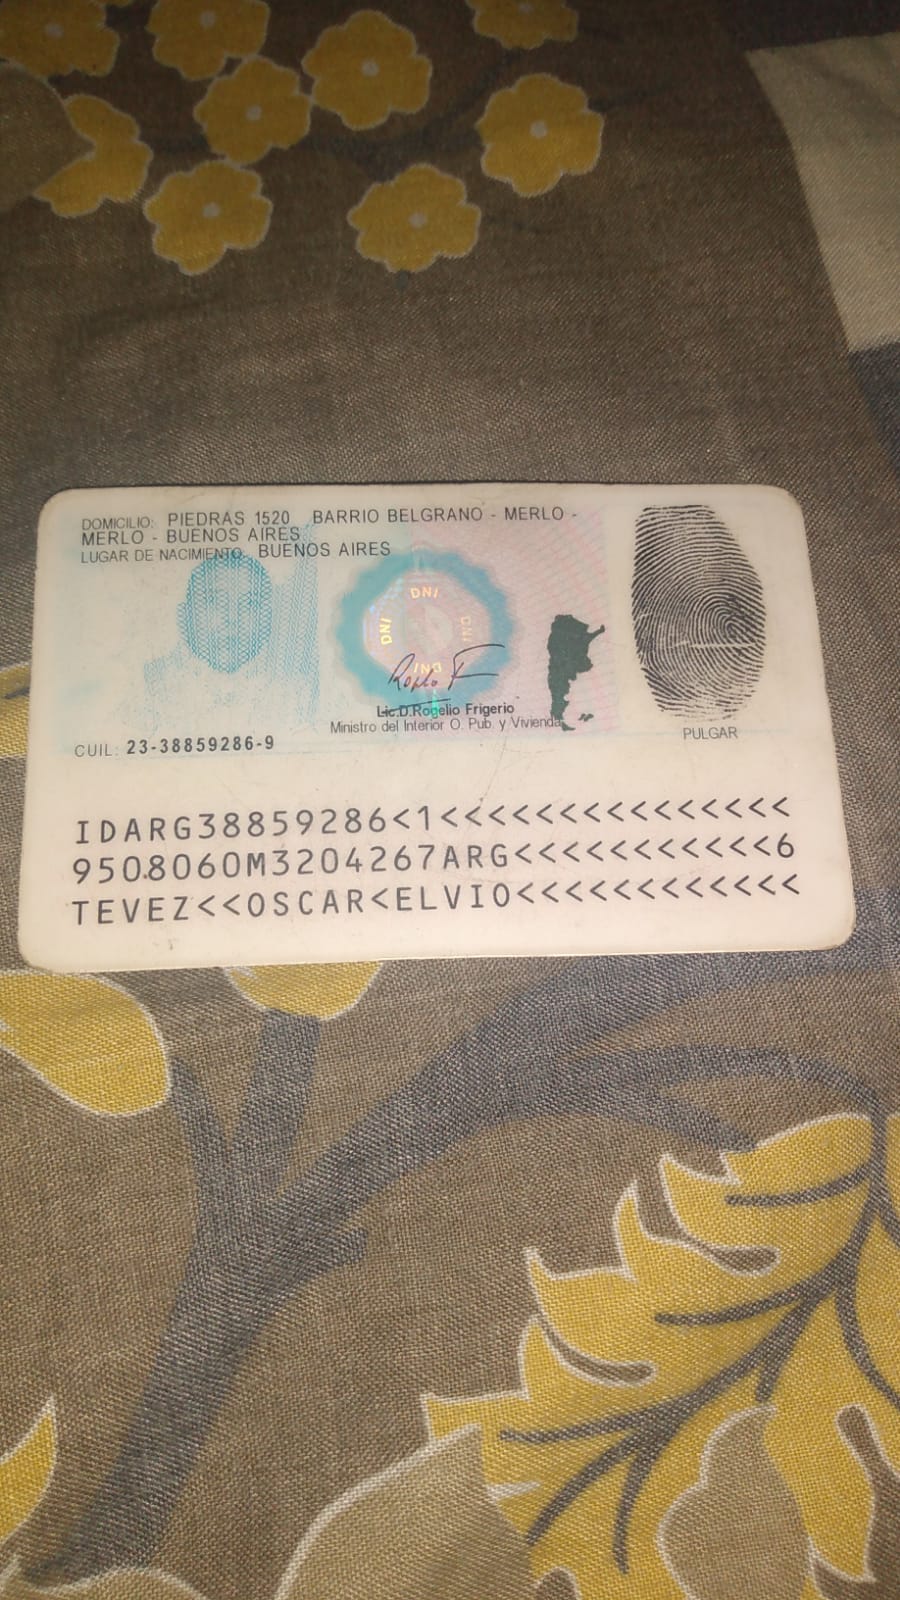 DOMICILIO: PIEDRAS 1520 BARRIO BELGRANO - MERLO -
MERLO - BUENOS AIRES
LUGAR DE NACIMIENTO: BUENOS AIRES
DNI
DNI
DNI
DNI
Lic.D.Rogelio Frigerio
Ministro del Interior O. Pub. y Vivienda
PULGAR
CUIL: 23-38859286-9
IDARG38859286<1<<<<<<<<<<<<<<<
9508060M3204267ARG<<<<<<<<<<<6
TEVEZ<<OSCAR<ELVIO<<<<<<<<<<<<